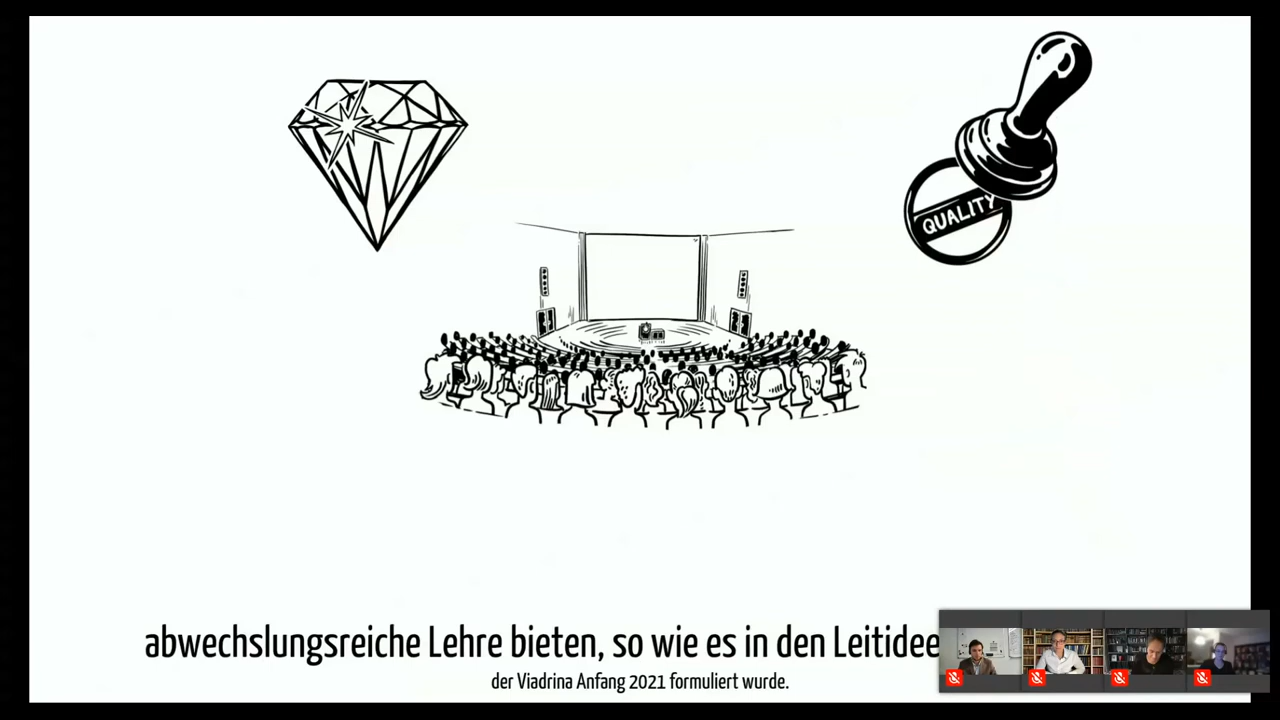 QUALITY
abwechslungsreiche Lehre bieten, so wie es in den Leitidee
der Viadrina Anfang 2021 formuliert wurde.